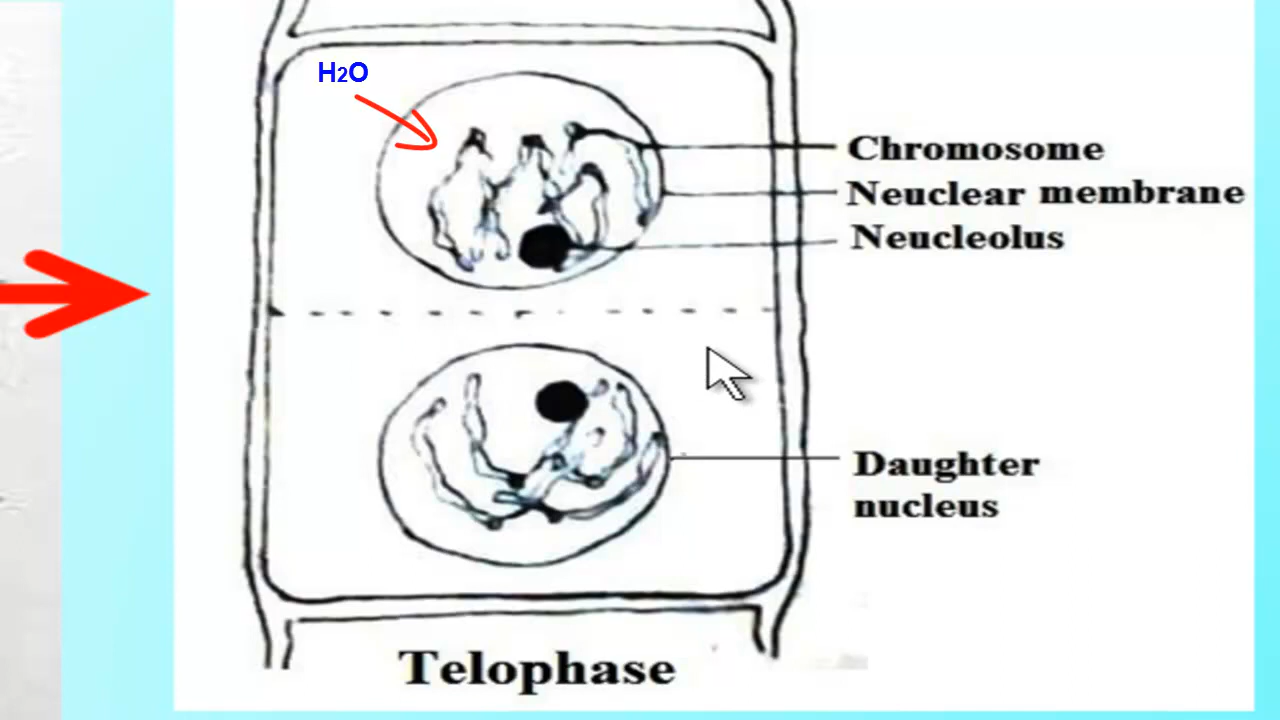 H2O
Chromosome
Neuclear membrane
Neucleolus
Daughter
nucleus
Telophase